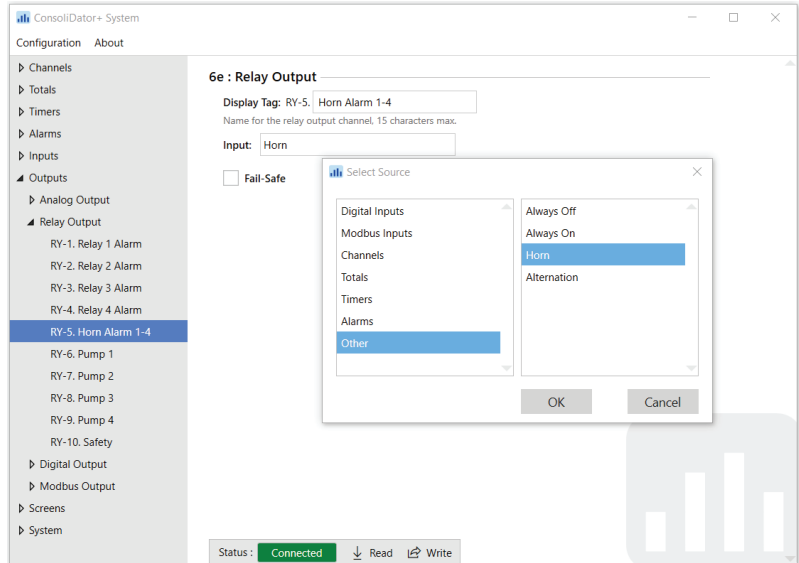 ConsoliDator+ System
Configuration About
Channels
Totals
Timers
Alarms
Inputs
Outputs
Analog Output
Relay Output
RY-1. Relay 1 Alarm
RY-2. Relay 2 Alarm
RY-3. Relay 3 Alarm
RY-4. Relay 4 Alarm
RY-5. Horn Alarm 1-4
RY-6. Pump 1
RY-7. Pump 2
RY-8. Pump 3
RY-9. Pump 4
RY-10. Safety
Digital Output
Modbus Output
Screens
System
6e : Relay Output
Display Tag: RY-5. Horn Alarm 1-4
Name for the relay output channel, 15 characters max.
Input: Horn
Fail-Safe
Select Source
Digital Inputs
Modbus Inputs
Channels
Totals
Timers
Alarms
Other
Always Off
Always On
Horn
Alternation
OK Cancel
Status : Connected Read Write